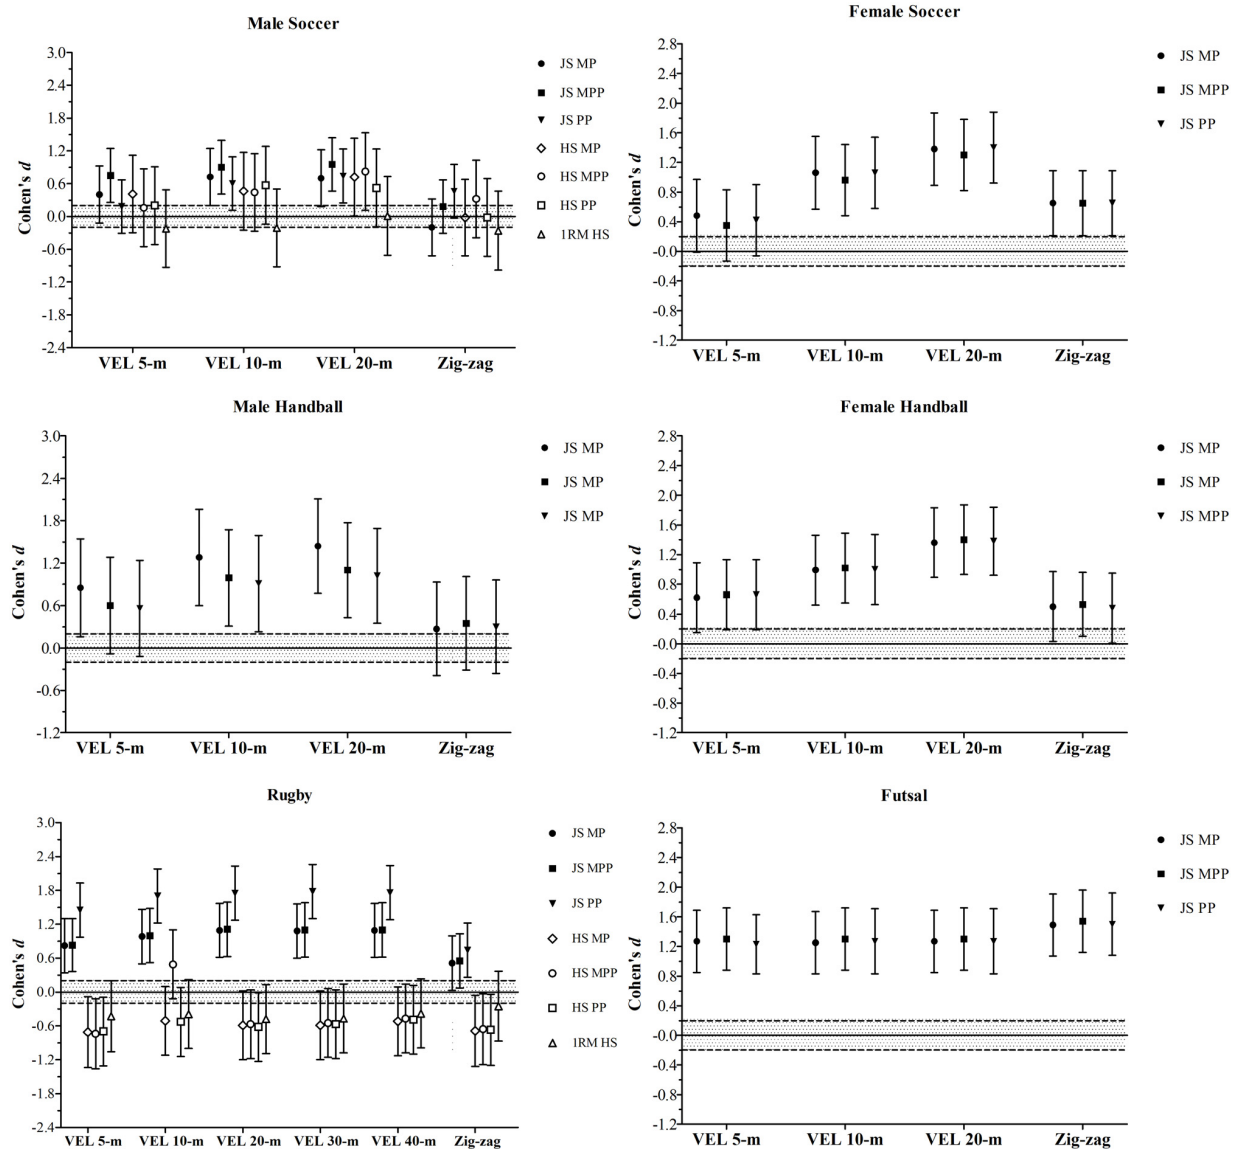 Male Soccer
3.0
2.4
1.8
1.2
0.6
0.0
-0.6
-1.2
-1.8
-2.4
Cohen's d
VEL 5-m VEL 10-m VEL 20-m Zig-zag
JS MP
JS MPP
JS PP
HS MP
HS MPP
HS PP
1RM HS
Female Soccer
2.8
2.4
2.0
1.6
1.2
0.8
0.4
-0.0
-0.4
-0.8
-1.2
Cohen's d
VEL 5-m VEL 10-m VEL 20-m Zig-zag
JS MP
JS MPP
JS PP
Male Handball
3.0
2.4
1.8
1.2
0.6
0.0
-0.6
-1.2
Cohen's d
VEL 5-m VEL 10-m VEL 20-m Zig-zag
JS MP
JS MP
JS MP
Female Handball
2.8
2.4
2.0
1.6
1.2
0.8
0.4
-0.0
-0.4
-0.8
-1.2
Cohen's d
VEL 5-m VEL 10-m VEL 20-m Zig-zag
JS MP
JS MP
JS MPP
Rugby
3.0
2.4
1.8
1.2
0.6
0.0
-0.6
-1.2
-1.8
-2.4
Cohen's d
VEL 5-m VEL 10-m VEL 20-m VEL 30-m VEL 40-m Zig-zag
JS MP
JS MPP
JS PP
HS MP
HS MPP
HS PP
1RM HS
Futsal
2.8
2.4
2.0
1.6
1.2
0.8
0.4
-0.0
-0.4
-0.8
-1.2
Cohen's d
VEL 5-m VEL 10-m VEL 20-m Zig-zag
JS MP
JS MPP
JS PP